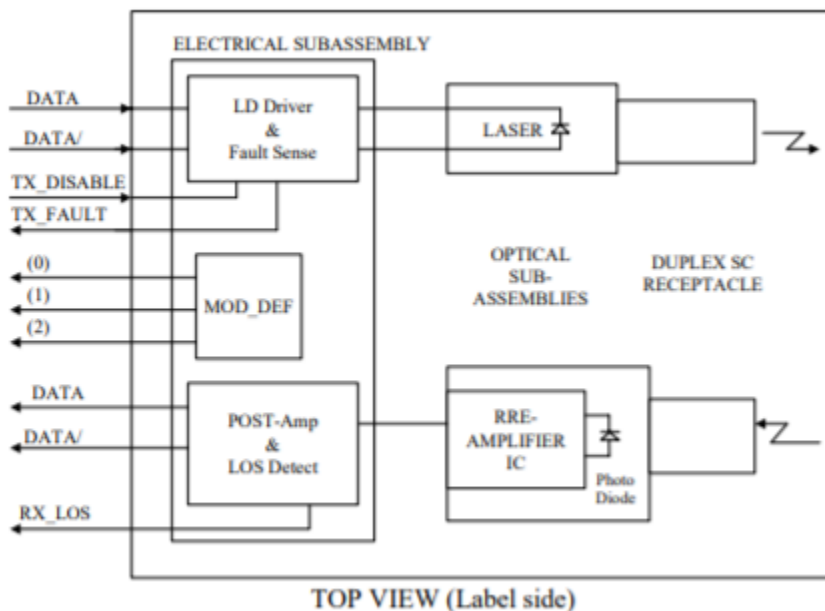 ELECTRICAL SUBASSEMBLY
DATA
DATA/
TX_DISABLE
TX_FAULT
LD Driver
&
Fault Sense
LASER
(0)
(1)
(2)
MOD_DEF
OPTICAL
SUB-
ASSEMBLIES
DUPLEX SC
RECEPTACLE
DATA
DATA/
RX_LOS
POST-Amp
&
LOS Detect
RRE-
AMPLIFIER
IC
Photo
Diode
TOP VIEW (Label side)